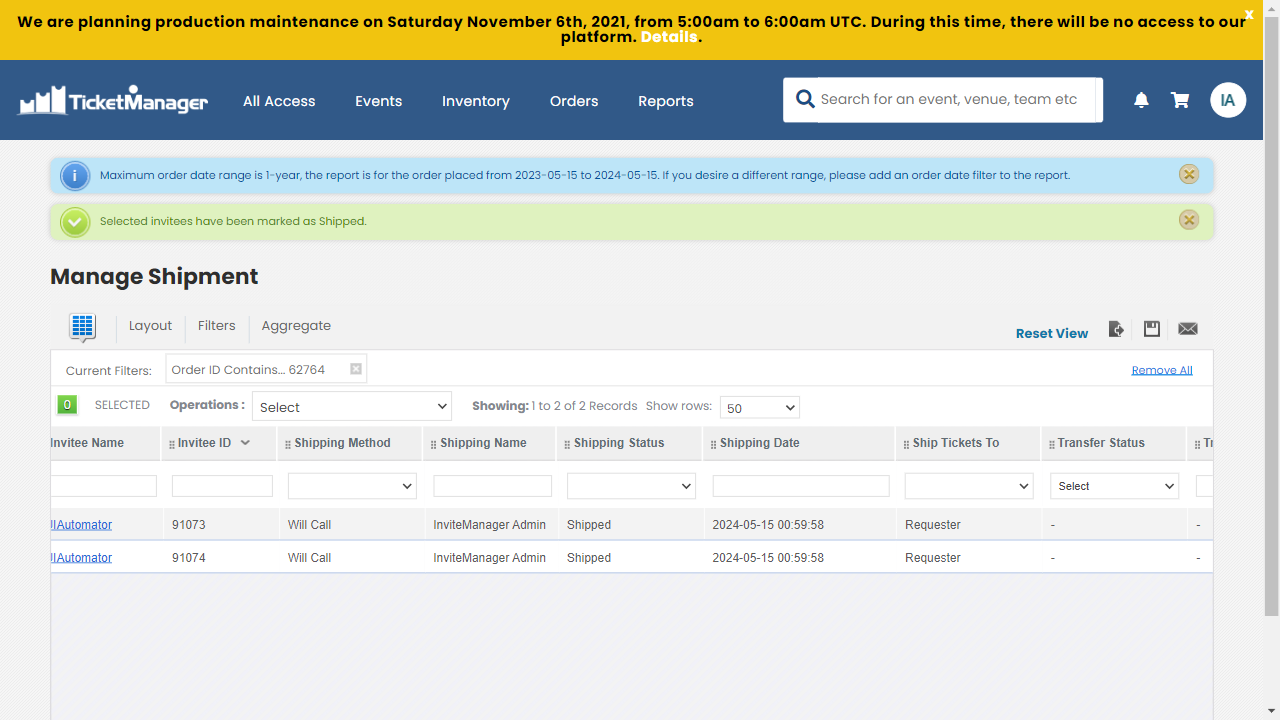 We are planning production maintenance on Saturday November 6th, 2021, from 5:00am to 6:00am UTC. During this time, there will be no access to our
platform. Details.
x
TicketManager
All Access
Events
Inventory
Orders
Reports
Search for an event, venue, team etc
IA
Maximum order date range is 1-year, the report is for the order placed from 2023-05-15 to 2024-05-15. If you desire a different range, please add an order date filter to the report.
Selected invitees have been marked as Shipped.
Manage Shipment
Layout
Filters
Aggregate
Reset View
Current Filters:
Order ID Contains... 62764
Remove All
0
SELECTED
Operations :
Select
Showing: 1 to 2 of 2 Records
Show rows:
50
Invitee Name
Invitee ID
Shipping Method
Shipping Name
Shipping Status
Shipping Date
Ship Tickets To
Transfer Status
Select
IAutomator
91073
Will Call
InviteManager Admin
Shipped
2024-05-15 00:59:58
Requester
-
-
IAutomator
91074
Will Call
InviteManager Admin
Shipped
2024-05-15 00:59:58
Requester
-
-